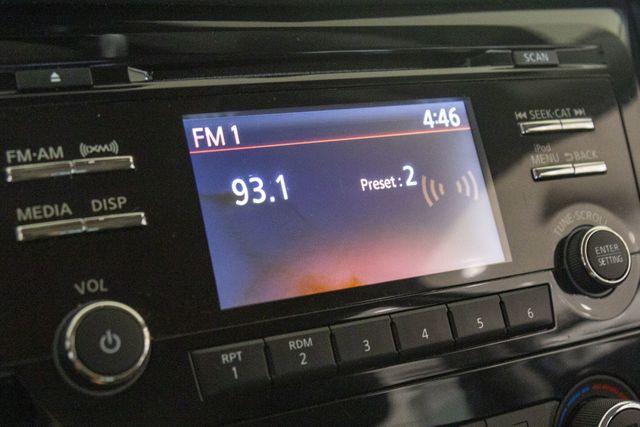 SCAN
FM·AM ((XM))
MEDIA DISP
VOL
FM 1 4:46
93.1 Preset : 2
SEEK·CAT
iPod
MENU BACK
TUNE·SCROLL
ENTER
SETTING
RPT
1
RDM
2
3
4
5
6